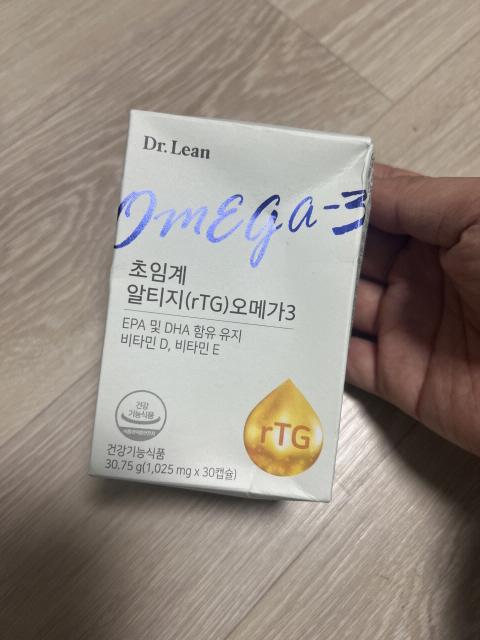 Dr.Lean
OmEGa-3
초임계
알티지(rTG)오메가3
EPA 및 DHA 함유 유지
비타민 D, 비타민 E
건강
기능식품
rTG
건강기능식품
30.75 g(1,025 mg x 30캡슐)